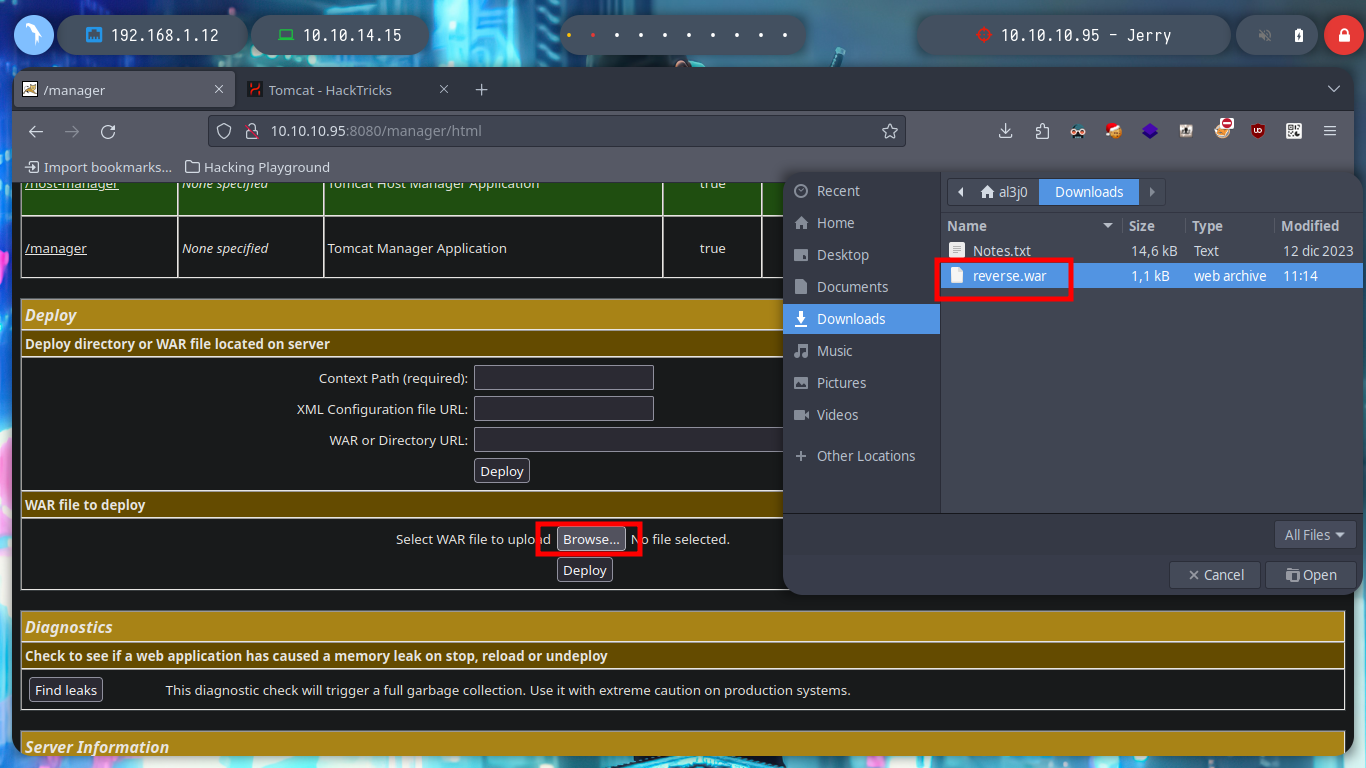 192.168.1.12
10.10.14.15
10.10.10.95 - Jerry
/manager
Tomcat - HackTricks
10.10.10.95:8080/manager/html
Import bookmarks...
Hacking Playground
/host-manager None specified Tomcat Host Manager Application true
/manager None specified Tomcat Manager Application true
Deploy
Deploy directory or WAR file located on server
Context Path (required):
XML Configuration file URL:
WAR or Directory URL:
Deploy
WAR file to deploy
Select WAR file to upload Browse... No file selected.
Deploy
Diagnostics
Check to see if a web application has caused a memory leak on stop, reload or undeploy
Find leaks This diagnostic check will trigger a full garbage collection. Use it with extreme caution on production systems.
Server Information
Recent
Home
Desktop
Documents
Downloads
Music
Pictures
Videos
Other Locations
al3j0 Downloads
Name Size Type Modified
Notes.txt 14,6 kB Text 12 dic 2023
reverse.war 1,1 kB web archive 11:14
All Files
Cancel Open